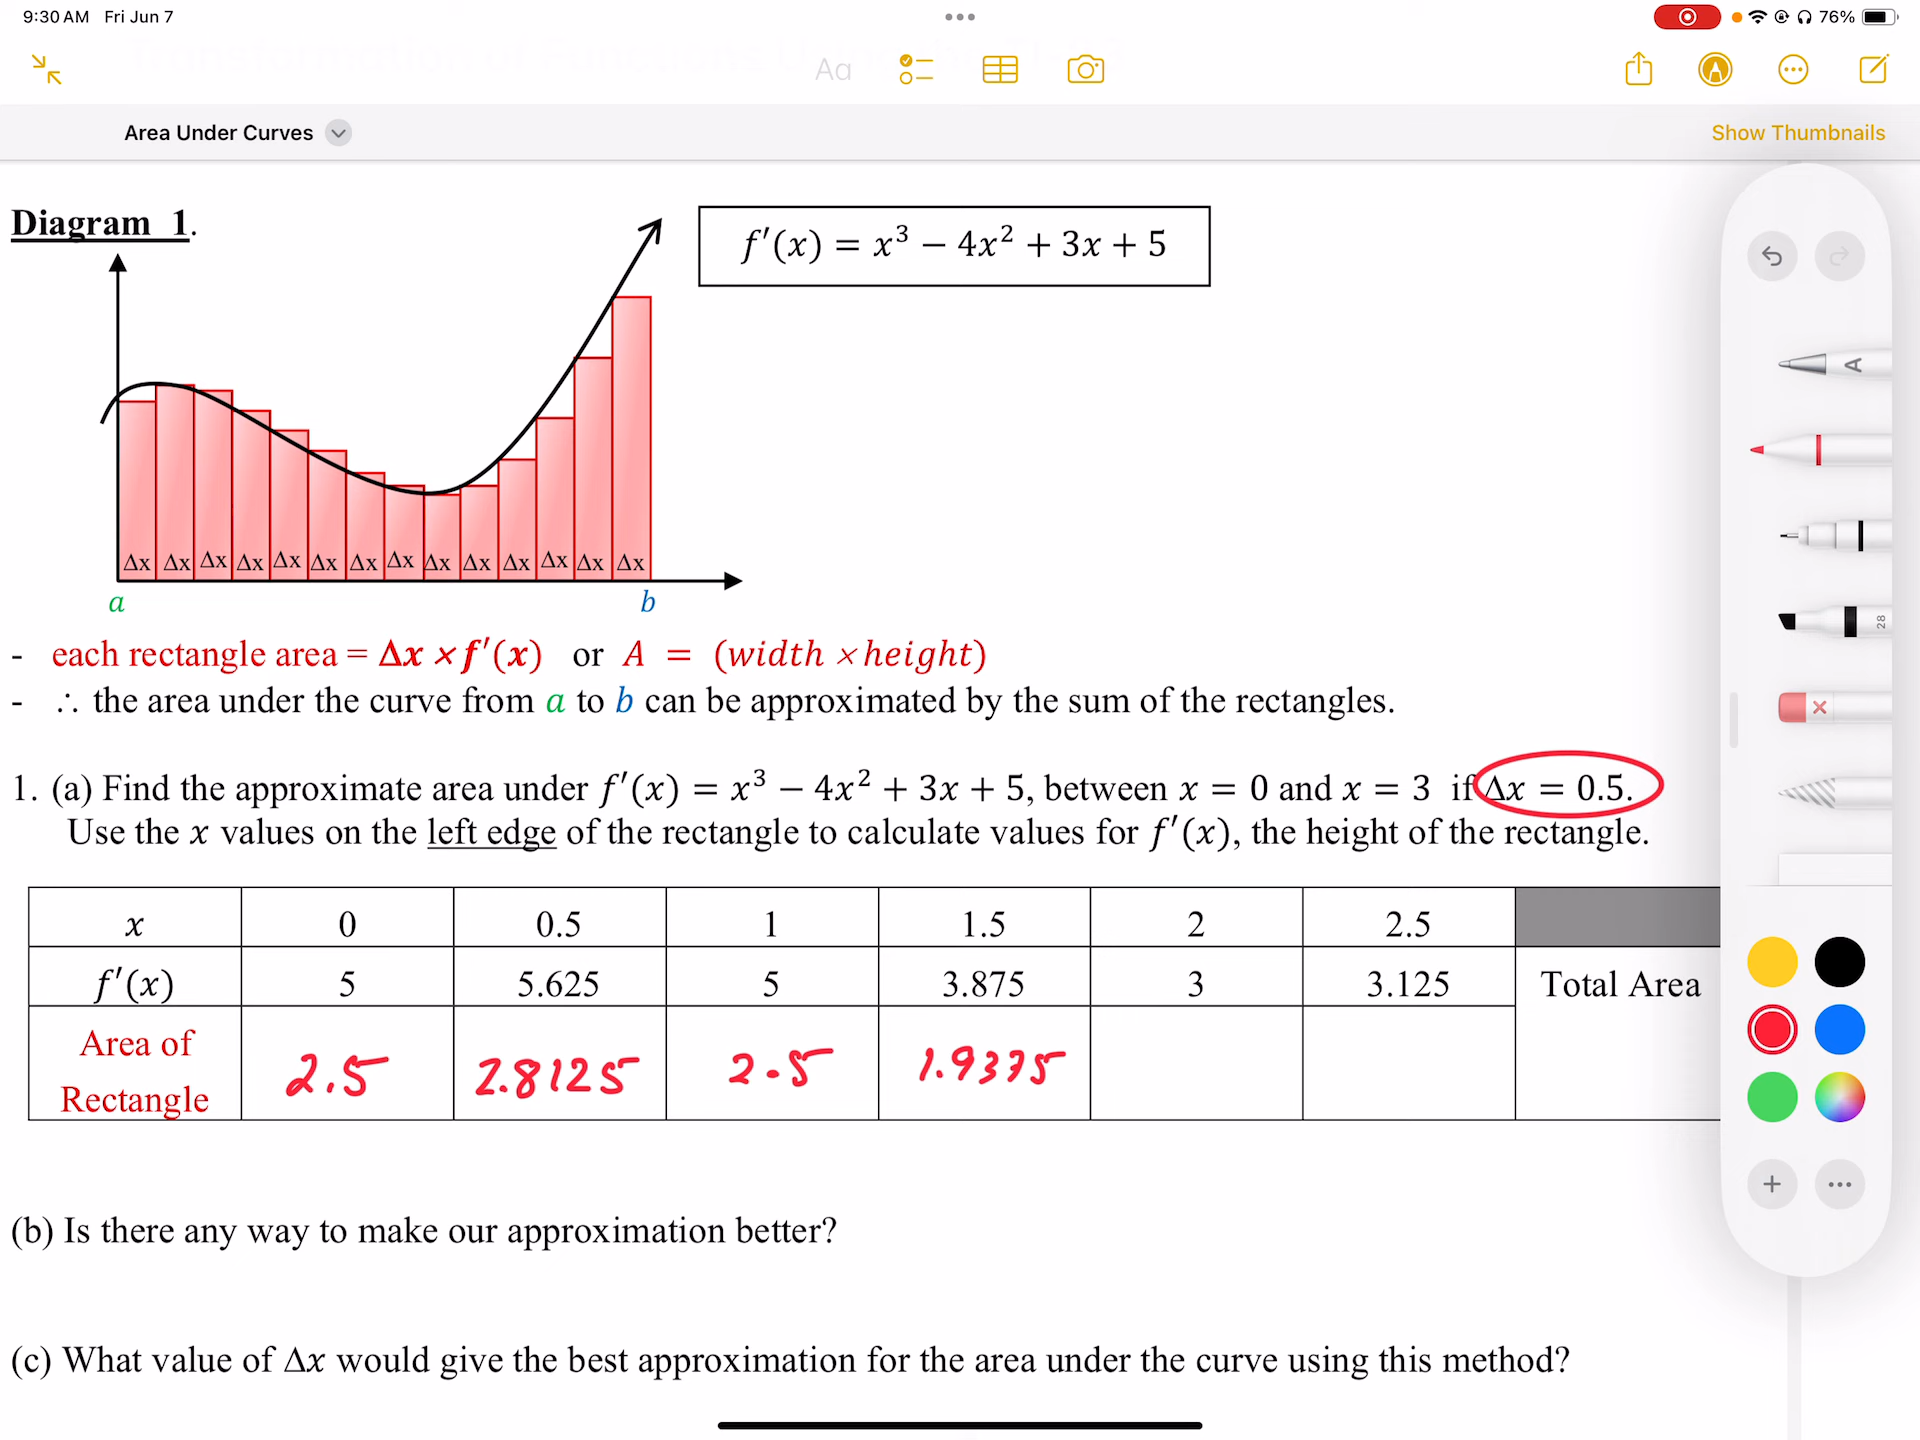 9:30 AM Fri Jun 7
76%
Aa
Area Under Curves
Show Thumbnails
Diagram 1.
f′(x) = x³ − 4x² + 3x + 5
A
28
Δx Δx Δx Δx Δx Δx Δx Δx Δx Δx Δx Δx Δx Δx
a b
- each rectangle area = Δx × f′(x) or A = (width × height)
- ∴ the area under the curve from a to b can be approximated by the sum of the rectangles.
1. (a) Find the approximate area under f′(x) = x³ − 4x² + 3x + 5, between x = 0 and x = 3 if Δx = 0.5.
Use the x values on the left edge of the rectangle to calculate values for f′(x), the height of the rectangle.
x 0 0.5 1 1.5 2 2.5
f′(x) 5 5.625 5 3.875 3 3.125 Total Area
Area of
Rectangle 2.5 2.8125 2.5 1.9375
(b) Is there any way to make our approximation better?
(c) What value of Δx would give the best approximation for the area under the curve using this method?